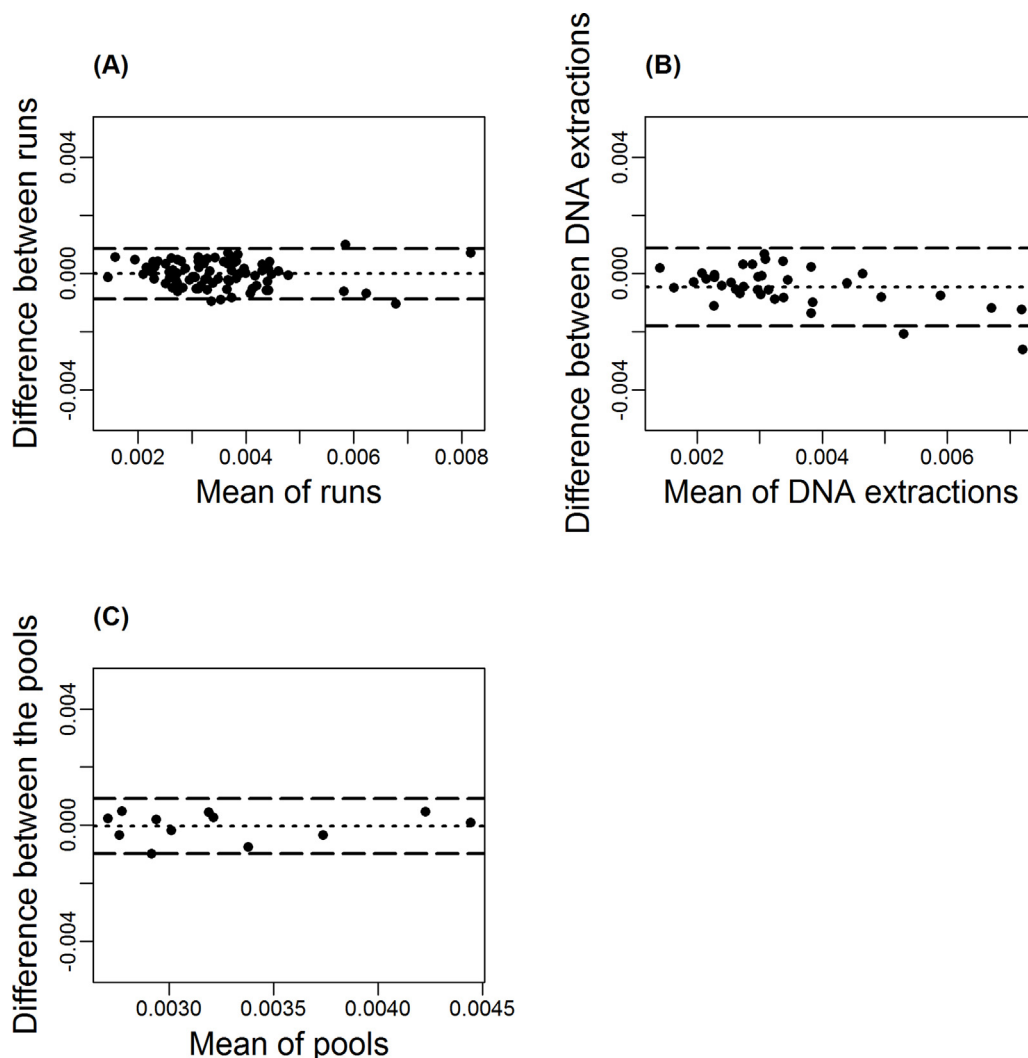 (A)
Difference between runs
0.004
0.000
-0.004
0.002
0.004
0.006
0.008
Mean of runs
(B)
Difference between DNA extractions
0.004
0.000
-0.004
0.002
0.004
0.006
Mean of DNA extractions
(C)
Difference between the pools
0.004
0.000
-0.004
0.0030
0.0035
0.0040
0.0045
Mean of pools